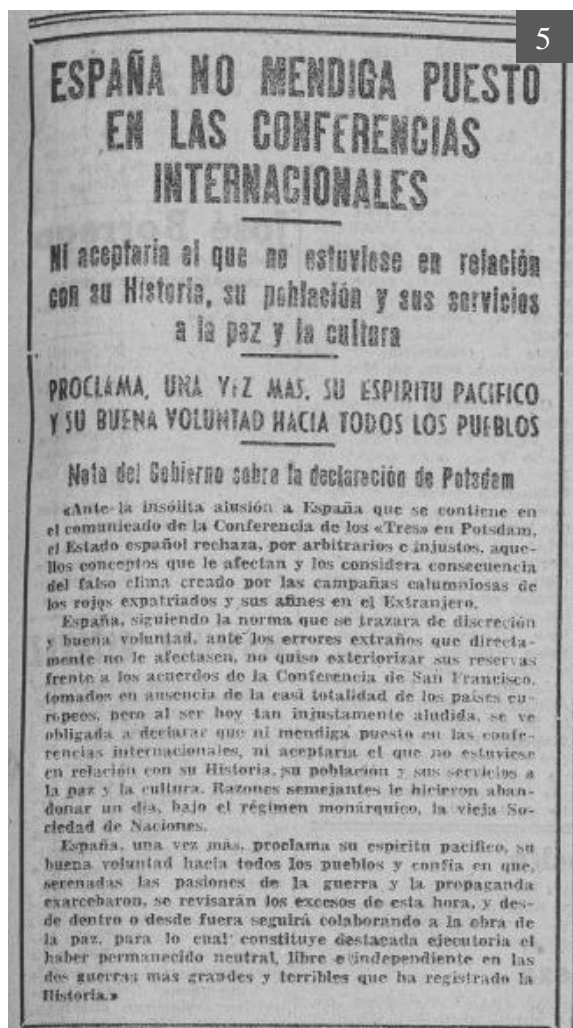 5
ESPAÑA NO MENDIGA PUESTO
EN LAS CONFERENCIAS
INTERNACIONALES
Ni aceptaría el que no estuviese en relación
con su Historia, su población y sus servicios
a la paz y la cultura
PROCLAMA, UNA VEZ MAS, SU ESPIRITU PACIFICO
Y SU BUENA VOLUNTAD HACIA TODOS LOS PUEBLOS
Nota del Gobierno sobre la declaración de Potsdam
«Ante la insólita alusión a España que se contiene en
el comunicado de la Conferencia de los «Tres» en Potsdam,
el Estado español rechaza, por arbitrarios e injustos, aque-
llos conceptos que le afectan y los considera consecuencia
del falso clima creado por las campañas calumniosas de
los rojos expatriados y sus afines en el Extranjero.
España, siguiendo la norma que se trazara de discreción
y buena voluntad, ante los errores extraños que directa-
mente no le afectasen, no quiso exteriorizar sus reservas
frente a los acuerdos de la Conferencia de San Francisco,
tomados en ausencia de la casi totalidad de los países eu-
ropeos, pero al ser hoy tan injustamente aludida, se ve
obligada a declarar que ni mendiga puesto en las confe-
rencias internacionales, ni aceptaría el que no estuviese
en relación con su Historia, su población y sus servicios a
la paz y la cultura. Razones semejantes le hicieron aban-
donar un día, bajo el régimen monárquico, la vieja So-
ciedad de Naciones.
España, una vez más, proclama su espíritu pacífico, su
buena voluntad hacia todos los pueblos y confía en que,
serenadas las pasiones de la guerra y la propaganda
exarcebaron, se revisarán los excesos de esta hora, y des-
de dentro o desde fuera seguirá colaborando a la obra de
la paz, para lo cual constituye destacada ejecutoria el
haber permanecido neutral, libre e independiente en las
dos guerras mas grandes y terribles que ha registrado la
Historia.»